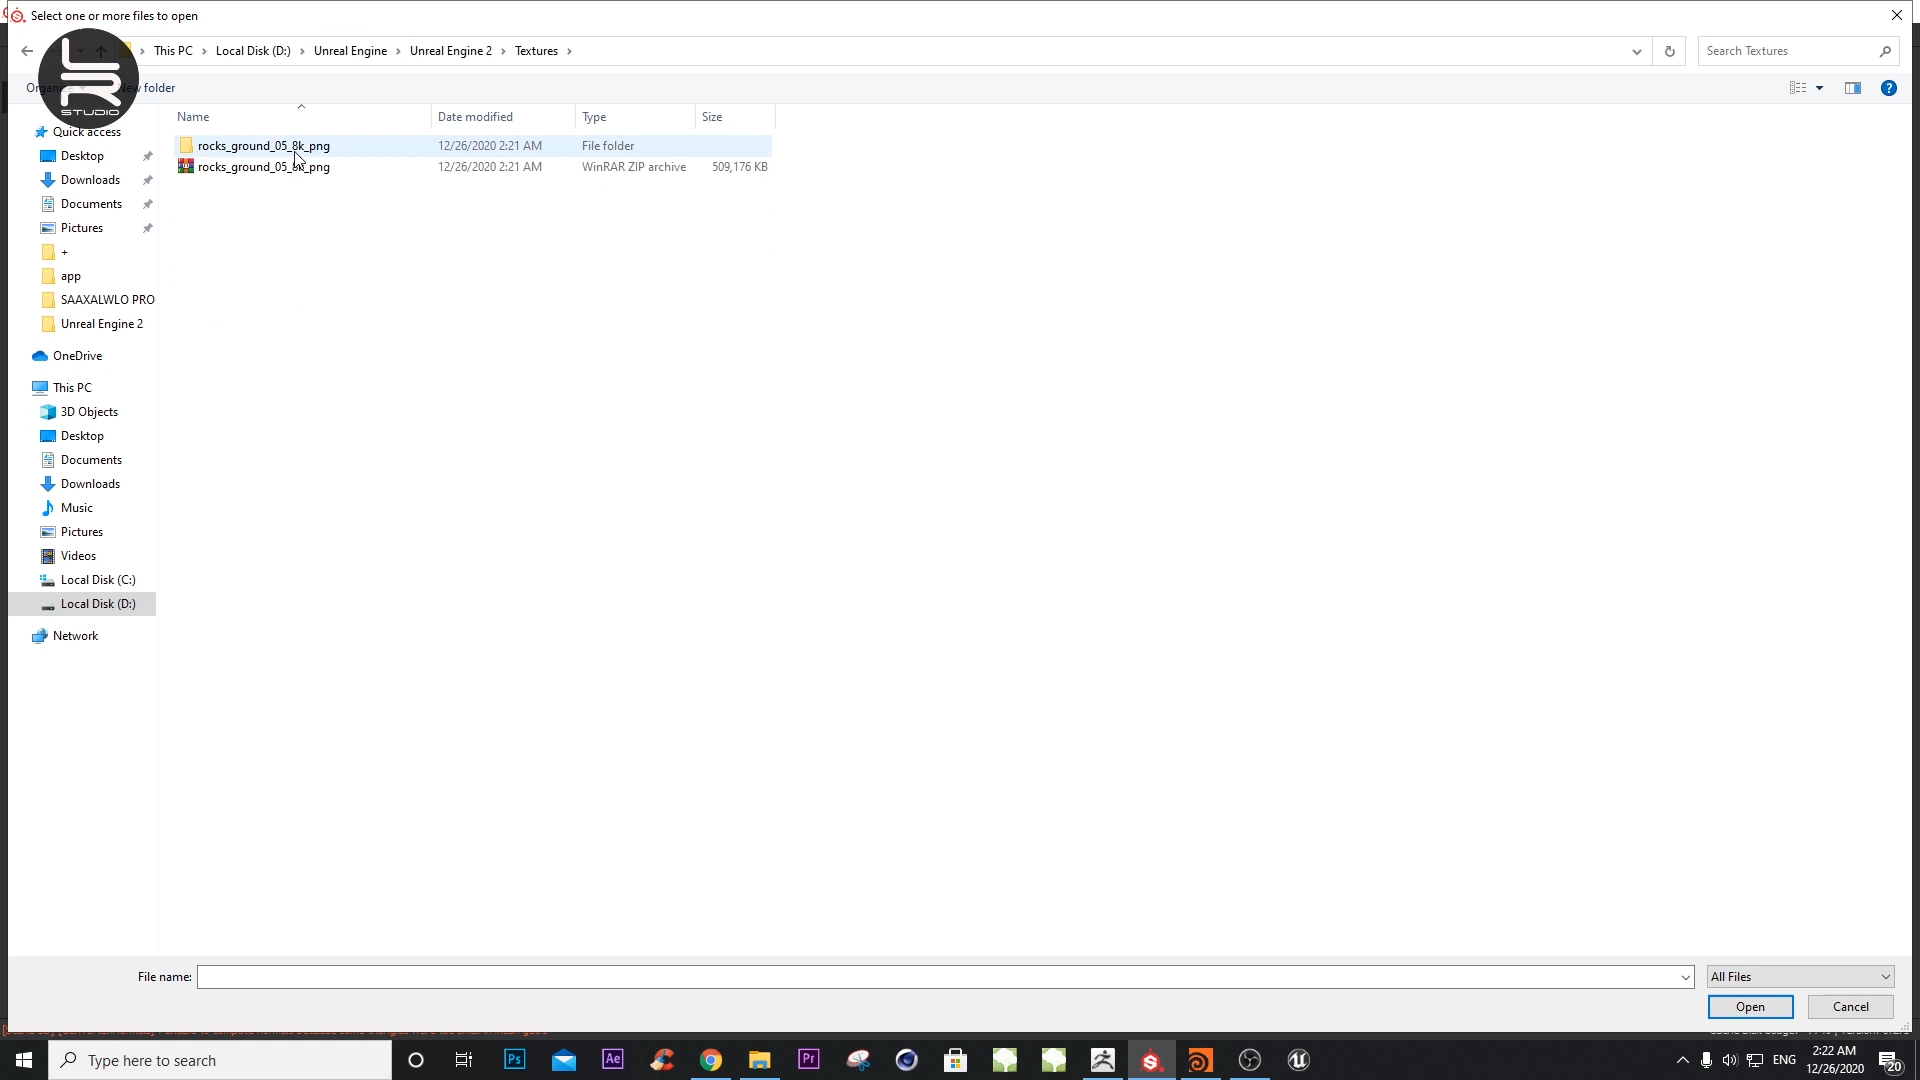 Select one or more files to open
This PC > Local Disk (D:) > Unreal Engine > Unreal Engine 2 > Textures >
Search Textures
LR
STUDIO
New folder
Name
Date modified
Type
Size
rocks_ground_05_8k_png
12/26/2020 2:21 AM
File folder
rocks_ground_05_8k_png
12/26/2020 2:21 AM
WinRAR ZIP archive
509,176 KB
Quick access
Desktop
Downloads
Documents
Pictures
+
app
SAAXALWLO PRO
Unreal Engine 2
OneDrive
This PC
3D Objects
Desktop
Documents
Downloads
Music
Pictures
Videos
Local Disk (C:)
Local Disk (D:)
Network
File name:
All Files
Open
Cancel
Type here to search
Ps
Ae
Pr
ENG
2:22 AM
12/26/2020
20